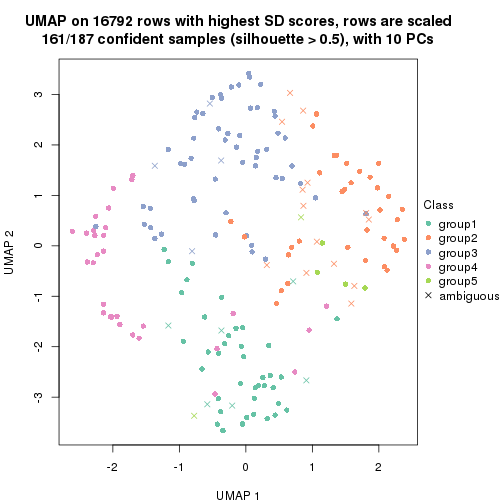 UMAP on 16792 rows with highest SD scores, rows are scaled
161/187 confident samples (silhouette > 0.5), with 10 PCs
3
2
1
0
-1
-2
-3
UMAP 2
-2
-1
0
1
2
UMAP 1
Class
group1
group2
group3
group4
group5
ambiguous